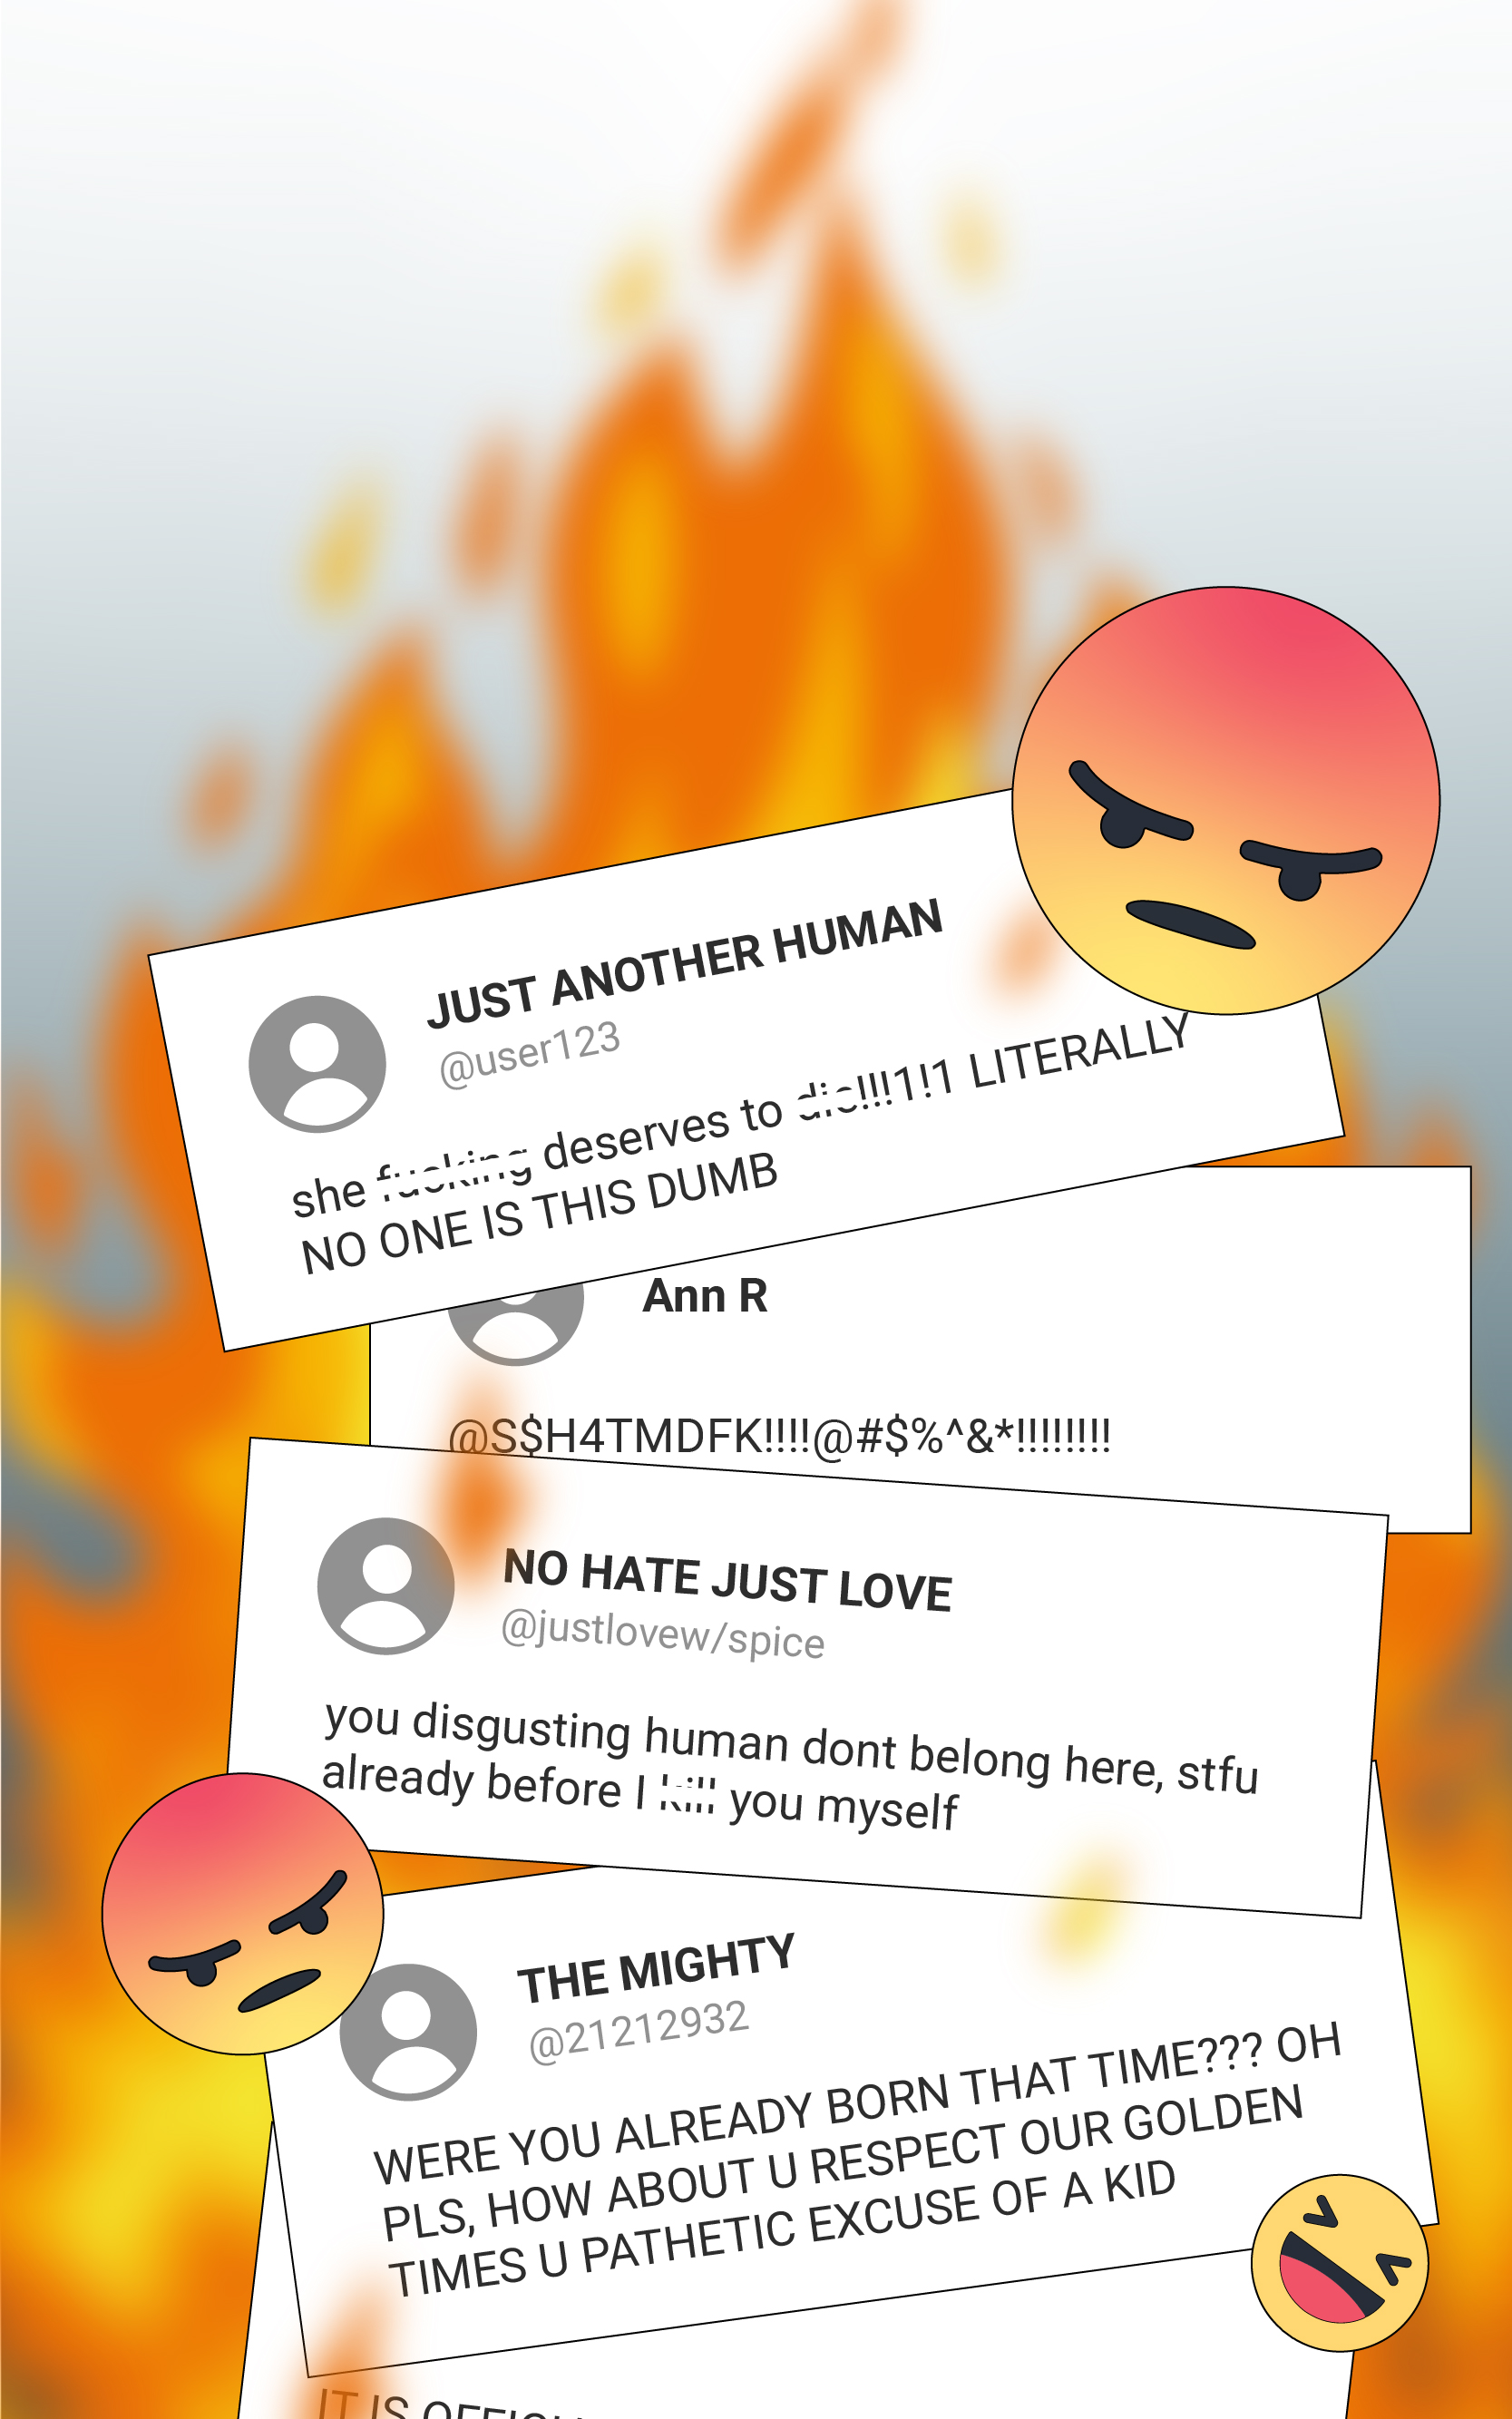 JUST ANOTHER HUMAN
@user123
she fucking deserves to die!!!1!1 LITERALLY
NO ONE IS THIS DUMB
Ann R
@S$H4TMDFK!!!!@#$%^&*!!!!!!!!
NO HATE JUST LOVE
@justlovew/spice
you disgusting human dont belong here, stfu
already before I kill you myself
THE MIGHTY
@21212932
WERE YOU ALREADY BORN THAT TIME??? OH
PLS, HOW ABOUT U RESPECT OUR GOLDEN
TIMES U PATHETIC EXCUSE OF A KID
IT IS